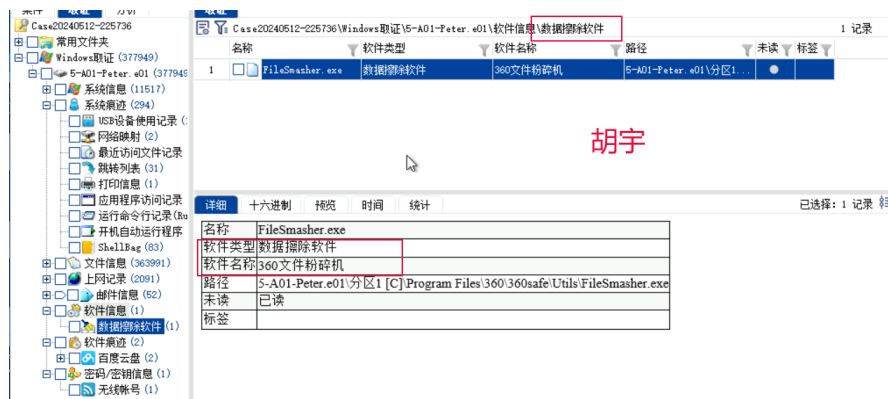 案件 取证 分析
Case20240512-225736
常用文件夹
Windows取证 (377949)
5-A01-Peter.e01 (377949
系统信息 (11517)
系统痕迹 (294)
USB设备使用记录 (
网络映射 (2)
最近访问文件记录
跳转列表 (31)
打印信息 (1)
应用程序访问记录
运行命令行记录(Ru
开机自动运行程序
ShellBag (83)
文件信息 (363991)
上网记录 (2091)
邮件信息 (52)
软件信息 (1)
数据擦除软件 (1)
软件痕迹 (2)
百度云盘 (2)
密码/密钥信息 (1)
无线帐号 (1)
Case20240512-225736\Windows取证\5-A01-Peter.e01\软件信息\数据擦除软件 1 记录
名称 软件类型 软件名称 路径 未读 标签
1 FileSmasher.exe 数据擦除软件 360文件粉碎机 5-A01-Peter.e01\分区1...
胡宇
详细 十六进制 预览 时间 统计 已选择: 1 记录
名称 FileSmasher.exe
软件类型 数据擦除软件
软件名称 360文件粉碎机
路径 5-A01-Peter.e01\分区1 [C]\Program Files\360\360safe\Utils\FileSmasher.exe
未读 已读
标签